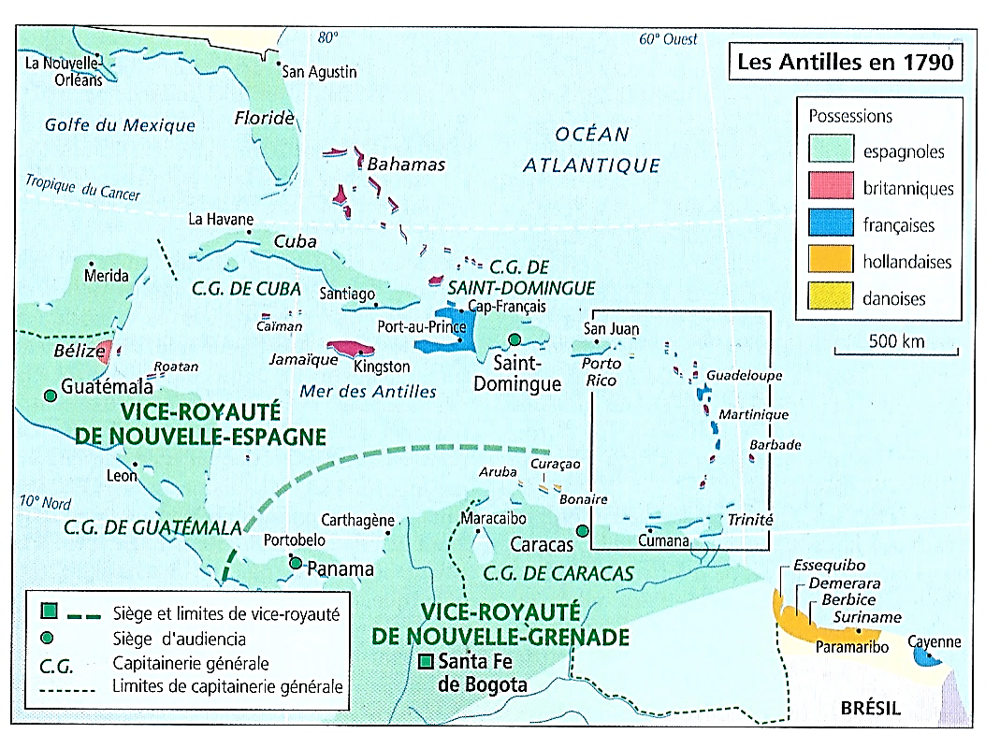 80°
60° Ouest
Les Antilles en 1790
La Nouvelle-
Orléans
San Agustin
Golfe du Mexique
Floride
OCÉAN
ATLANTIQUE
Bahamas
Tropique du Cancer
Possessions
espagnoles
britanniques
françaises
hollandaises
danoises
500 km
La Havane
Cuba
Merida
C.G. DE CUBA
Santiago
C.G. DE
SAINT-DOMINGUE
Cap-Français
Caïman
Port-au-Prince
San Juan
Bélize
Jamaïque
Kingston
Saint-
Domingue
Porto
Rico
Roatan
Guadeloupe
Guatémala
Mer des Antilles
Martinique
VICE-ROYAUTÉ
DE NOUVELLE-ESPAGNE
Barbade
Leon
Aruba
Curaçao
Bonaire
10° Nord
C.G. DE GUATÉMALA
Carthagène
Maracaibo
Trinité
Portobelo
Caracas
Cumana
Panama
C.G. DE CARACAS
Essequibo
Demerara
Berbice
Suriname
Paramaribo
Cayenne
VICE-ROYAUTÉ
DE NOUVELLE-GRENADE
Santa Fe
de Bogota
BRÉSIL
Siège et limites de vice-royauté
Siège d'audiencia
C.G. Capitainerie générale
Limites de capitainerie générale